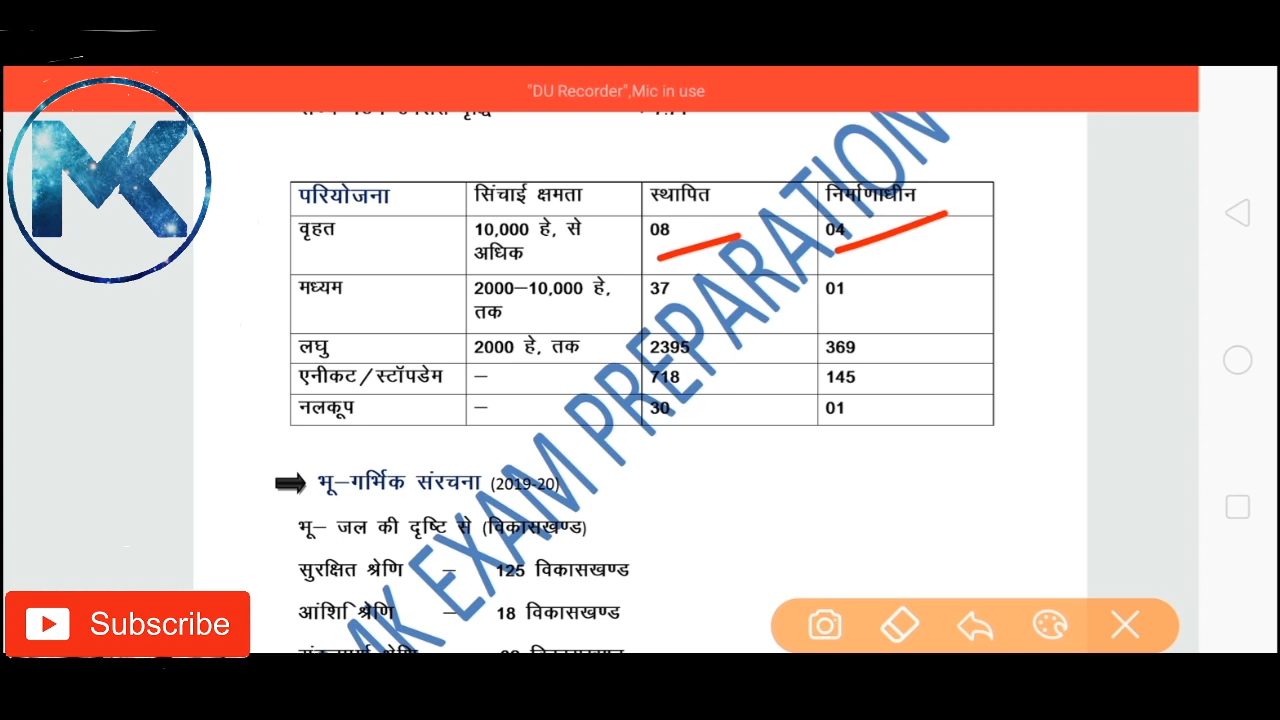 "DU Recorder",Mic in use
परियोजना सिंचाई क्षमता स्थापित निर्माणाधीन
वृहत 10,000 हे, से अधिक 08 04
मध्यम 2000–10,000 हे, तक 37 01
लघु 2000 हे, तक 2395 369
एनीकट/स्टॉपडेम – 718 145
नलकूप – 30 01
भू–गर्भिक संरचना (2019-20)
भू– जल की दृष्टि से (विकासखण्ड)
सुरक्षित श्रेणि – 125 विकासखण्ड
आंशि श्रेणि – 18 विकासखण्ड
MK EXAM PREPARATION
MK
Subscribe